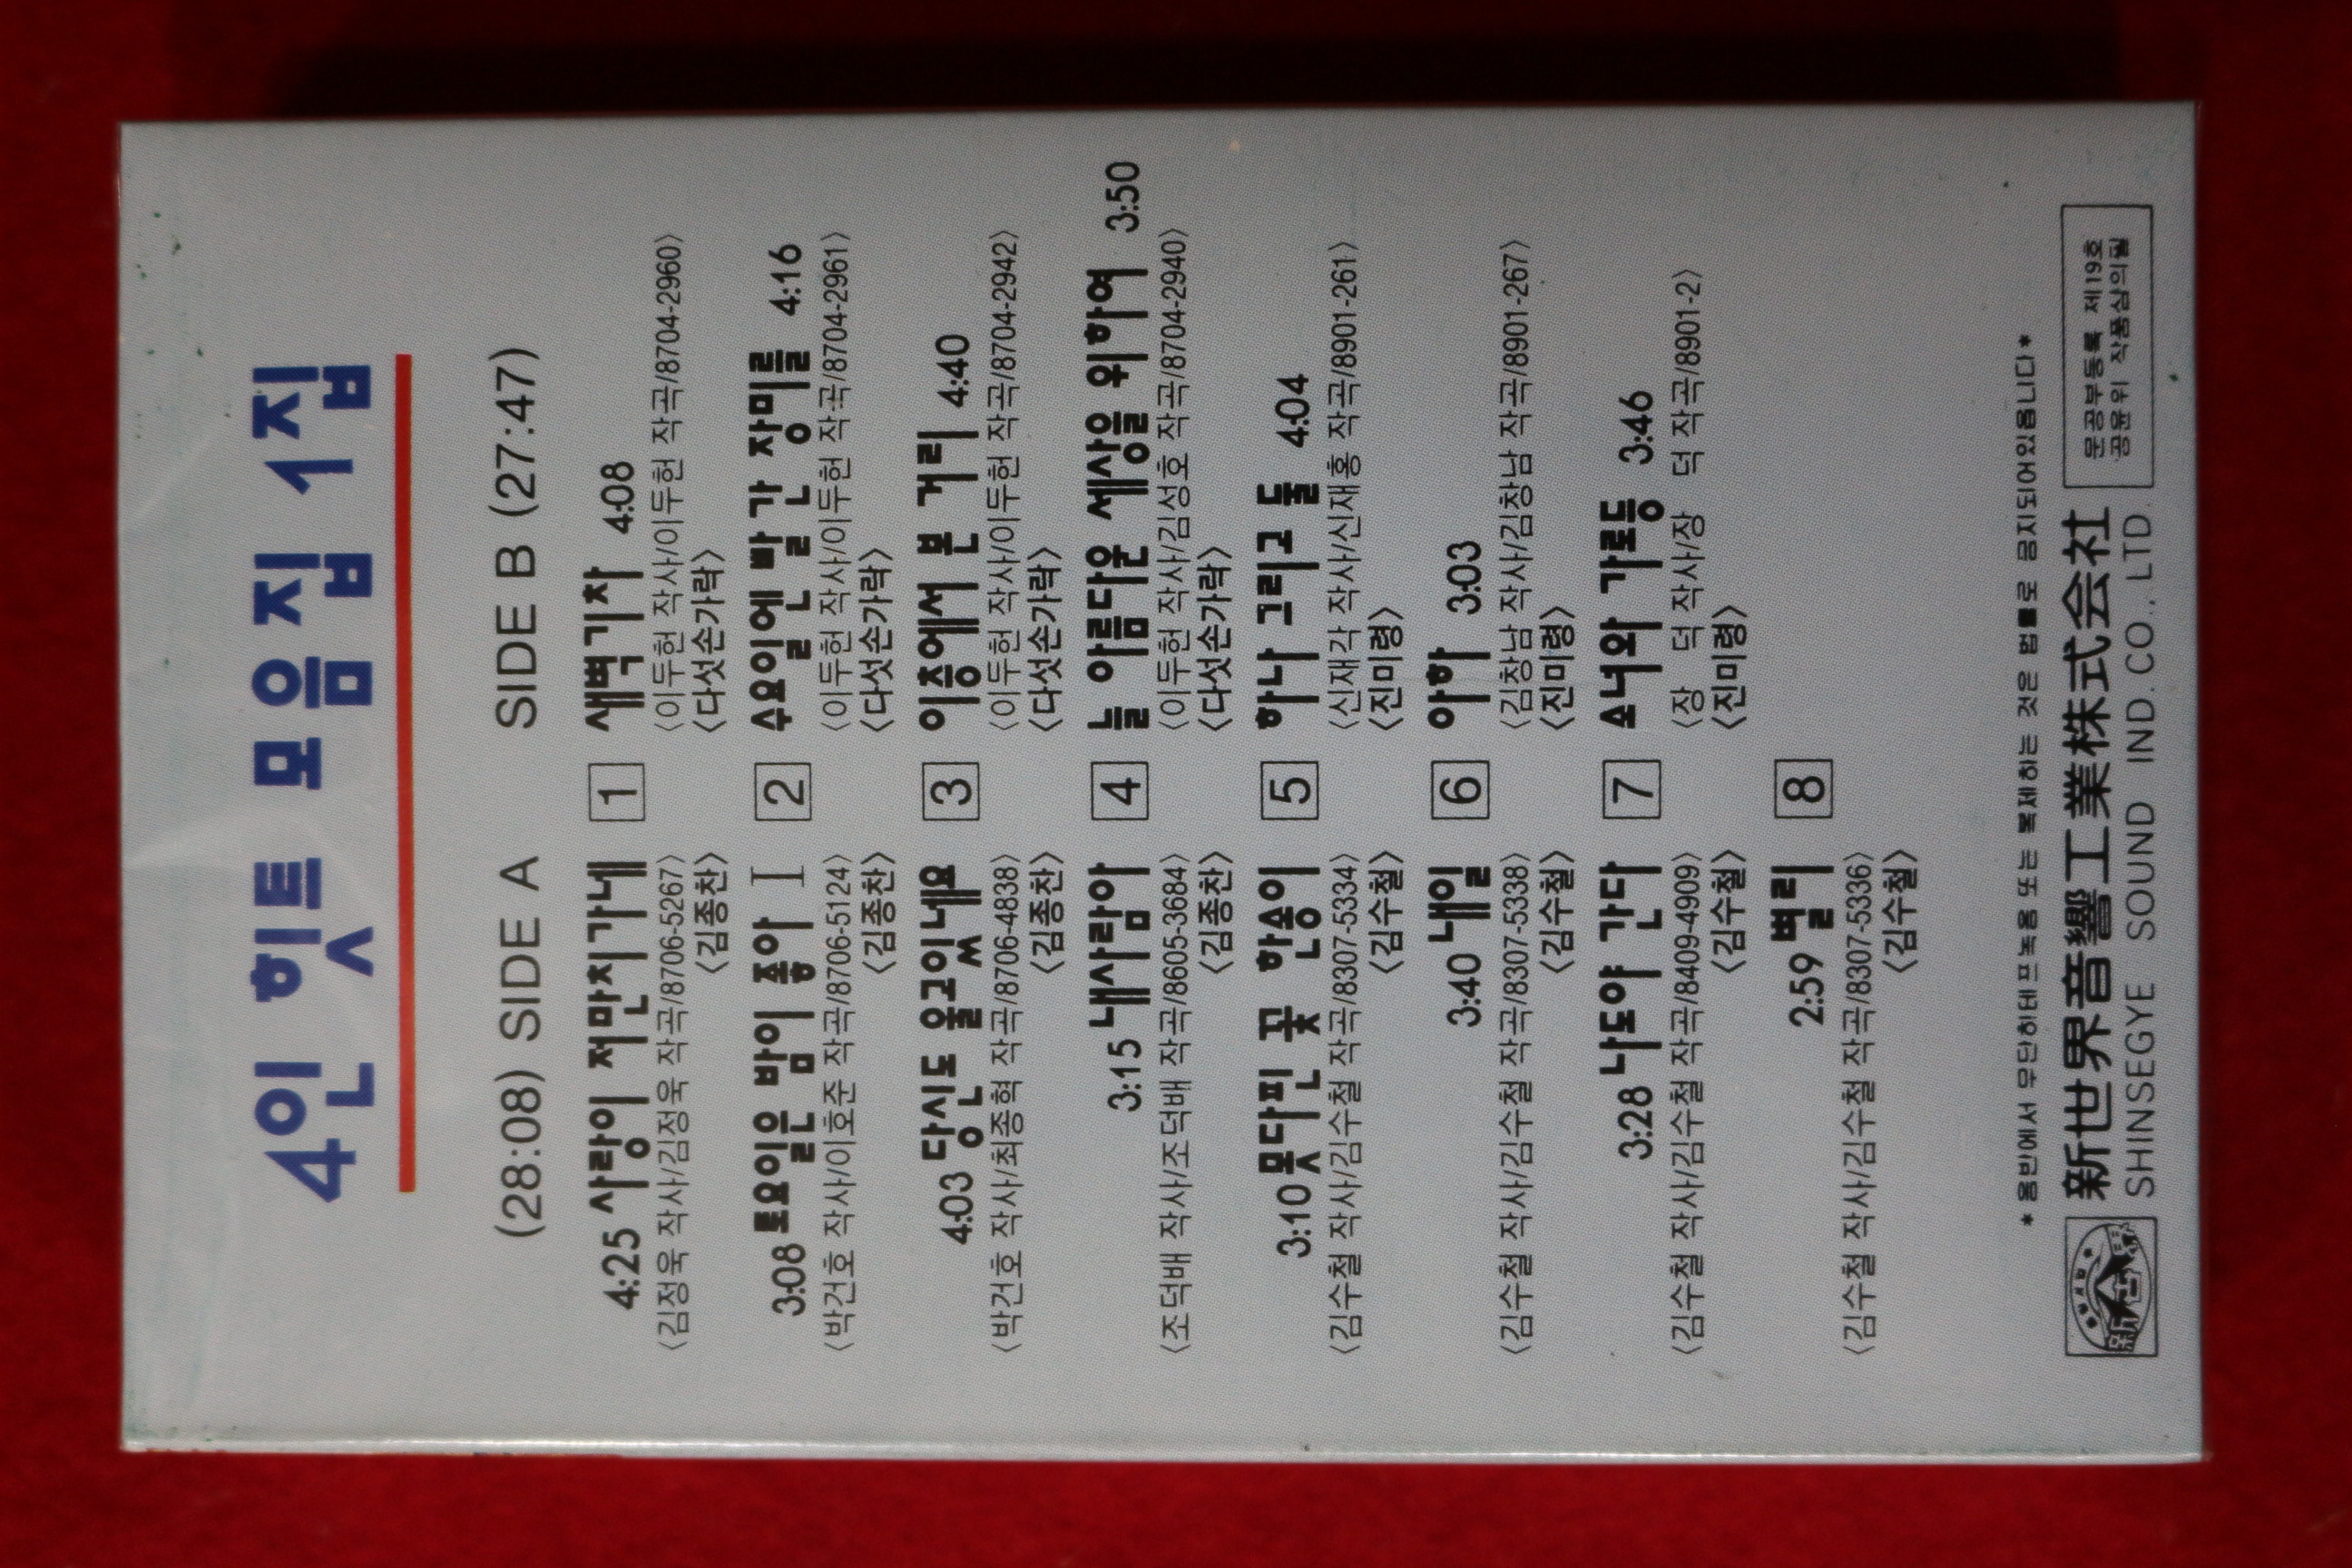 4인 힛트 모음집 1집
(28:08) SIDE A
4:25 사랑이 저만치가네
〈김정욱 작사/김정욱 작곡/8706-5267〉
〈김종찬〉
3:08 토요일은 밤이 좋아 I
〈박건호 작사/이호준 작곡/8706-5124〉
〈김종찬〉
4:03 당신도 울고있네요
〈박건호 작사/최종혁 작곡/8706-4838〉
〈김종찬〉
3:15 내사람아
〈조덕배 작사/조덕배 작곡/8605-3684〉
〈김종찬〉
3:10 못다핀 꽃 한송이
〈김수철 작사/김수철 작곡/8307-5334〉
〈김수철〉
3:40 내일
〈김수철 작사/김수철 작곡/8307-5338〉
〈김수철〉
3:28 나도야 간다
〈김수철 작사/김수철 작곡/8409-4909〉
〈김수철〉
2:59 별리
〈김수철 작사/김수철 작곡/8307-5336〉
〈김수철〉
1
2
3
4
5
6
7
8
SIDE B (27:47)
새벽기차 4:08
〈이두헌 작사/이두헌 작곡/8704-2960〉
〈다섯손가락〉
수요일엔 빨간 장미를 4:16
〈이두헌 작사/이두헌 작곡/8704-2961〉
〈다섯손가락〉
이층에서 본 거리 4:40
〈이두헌 작사/이두헌 작곡/8704-2942〉
〈다섯손가락〉
늘 아름다운 세상을 위하여 3:50
〈이두헌 작사/김성호 작곡/8704-2940〉
〈다섯손가락〉
하나 그리고 둘 4:04
〈신재각 작사/신재홍 작곡/8901-261〉
〈진미령〉
아하 3:03
〈김창남 작사/김창남 작곡/8901-267〉
〈진미령〉
소녀와 가로등 3:46
〈장 덕 작사/장 덕 작곡/8901-2〉
〈진미령〉
*음반에서 무단히테프녹음 또는 복제하는 것은 법률로 금지되어있읍니다*
新世界音響工業株式会社
SHINSEGYE SOUND IND.CO.,LTD.
문공부등록 제19호
공윤위 작품심의필